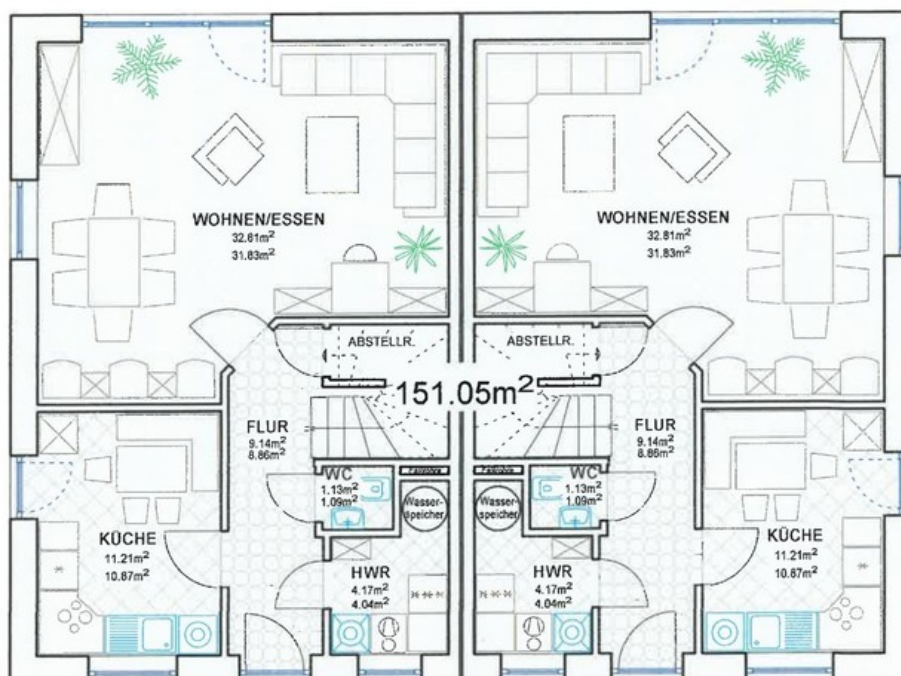 WOHNEN/ESSEN
32.81m²
31.83m²
WOHNEN/ESSEN
32.81m²
31.83m²
ABSTELLR.
ABSTELLR.
151.05m²
FLUR
9.14m²
8.86m²
FLUR
9.14m²
8.86m²
WC
1.13m²
1.09m²
WC
1.13m²
1.09m²
Wasser-
speicher
Wasser-
speicher
KÜCHE
11.21m²
10.87m²
KÜCHE
11.21m²
10.87m²
HWR
4.17m²
4.04m²
HWR
4.17m²
4.04m²